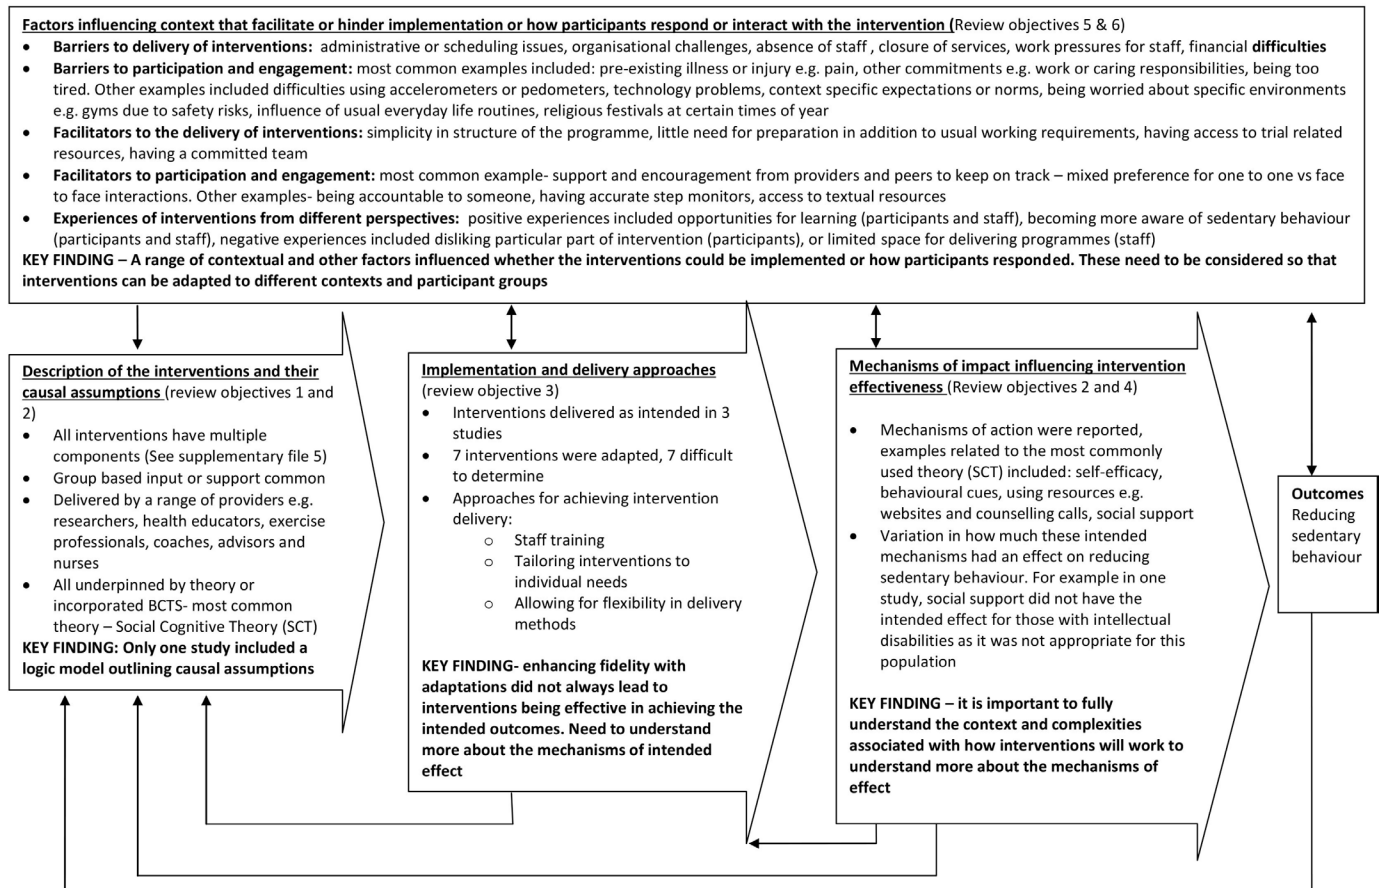 Factors influencing context that facilitate or hinder implementation or how participants respond or interact with the intervention (Review objectives 5 & 6)
• Barriers to delivery of interventions: administrative or scheduling issues, organisational challenges, absence of staff , closure of services, work pressures for staff, financial difficulties
• Barriers to participation and engagement: most common examples included: pre-existing illness or injury e.g. pain, other commitments e.g. work or caring responsibilities, being too
tired. Other examples included difficulties using accelerometers or pedometers, technology problems, context specific expectations or norms, being worried about specific environments
e.g. gyms due to safety risks, influence of usual everyday life routines, religious festivals at certain times of year
• Facilitators to the delivery of interventions: simplicity in structure of the programme, little need for preparation in addition to usual working requirements, having access to trial related
resources, having a committed team
• Facilitators to participation and engagement: most common example- support and encouragement from providers and peers to keep on track – mixed preference for one to one vs face
to face interactions. Other examples- being accountable to someone, having accurate step monitors, access to textual resources
• Experiences of interventions from different perspectives: positive experiences included opportunities for learning (participants and staff), becoming more aware of sedentary behaviour
(participants and staff), negative experiences included disliking particular part of intervention (participants), or limited space for delivering programmes (staff)
KEY FINDING – A range of contextual and other factors influenced whether the interventions could be implemented or how participants responded. These need to be considered so that
interventions can be adapted to different contexts and participant groups
Description of the interventions and their
causal assumptions (review objectives 1 and
2)
• All interventions have multiple
components (See supplementary file 5)
• Group based input or support common
• Delivered by a range of providers e.g.
researchers, health educators, exercise
professionals, coaches, advisors and
nurses
• All underpinned by theory or
incorporated BCTS- most common
theory – Social Cognitive Theory (SCT)
KEY FINDING: Only one study included a
logic model outlining causal assumptions
Implementation and delivery approaches
(review objective 3)
• Interventions delivered as intended in 3
studies
• 7 interventions were adapted, 7 difficult
to determine
• Approaches for achieving intervention
delivery:
o Staff training
o Tailoring interventions to
individual needs
o Allowing for flexibility in delivery
methods
KEY FINDING- enhancing fidelity with
adaptations did not always lead to
interventions being effective in achieving the
intended outcomes. Need to understand
more about the mechanisms of intended
effect
Mechanisms of impact influencing intervention
effectiveness (Review objectives 2 and 4)
• Mechanisms of action were reported,
examples related to the most commonly
used theory (SCT) included: self-efficacy,
behavioural cues, using resources e.g.
websites and counselling calls, social support
• Variation in how much these intended
mechanisms had an effect on reducing
sedentary behaviour. For example in one
study, social support did not have the
intended effect for those with intellectual
disabilities as it was not appropriate for this
population
KEY FINDING – it is important to fully
understand the context and complexities
associated with how interventions will work to
understand more about the mechanisms of
effect
Outcomes
Reducing
sedentary
behaviour